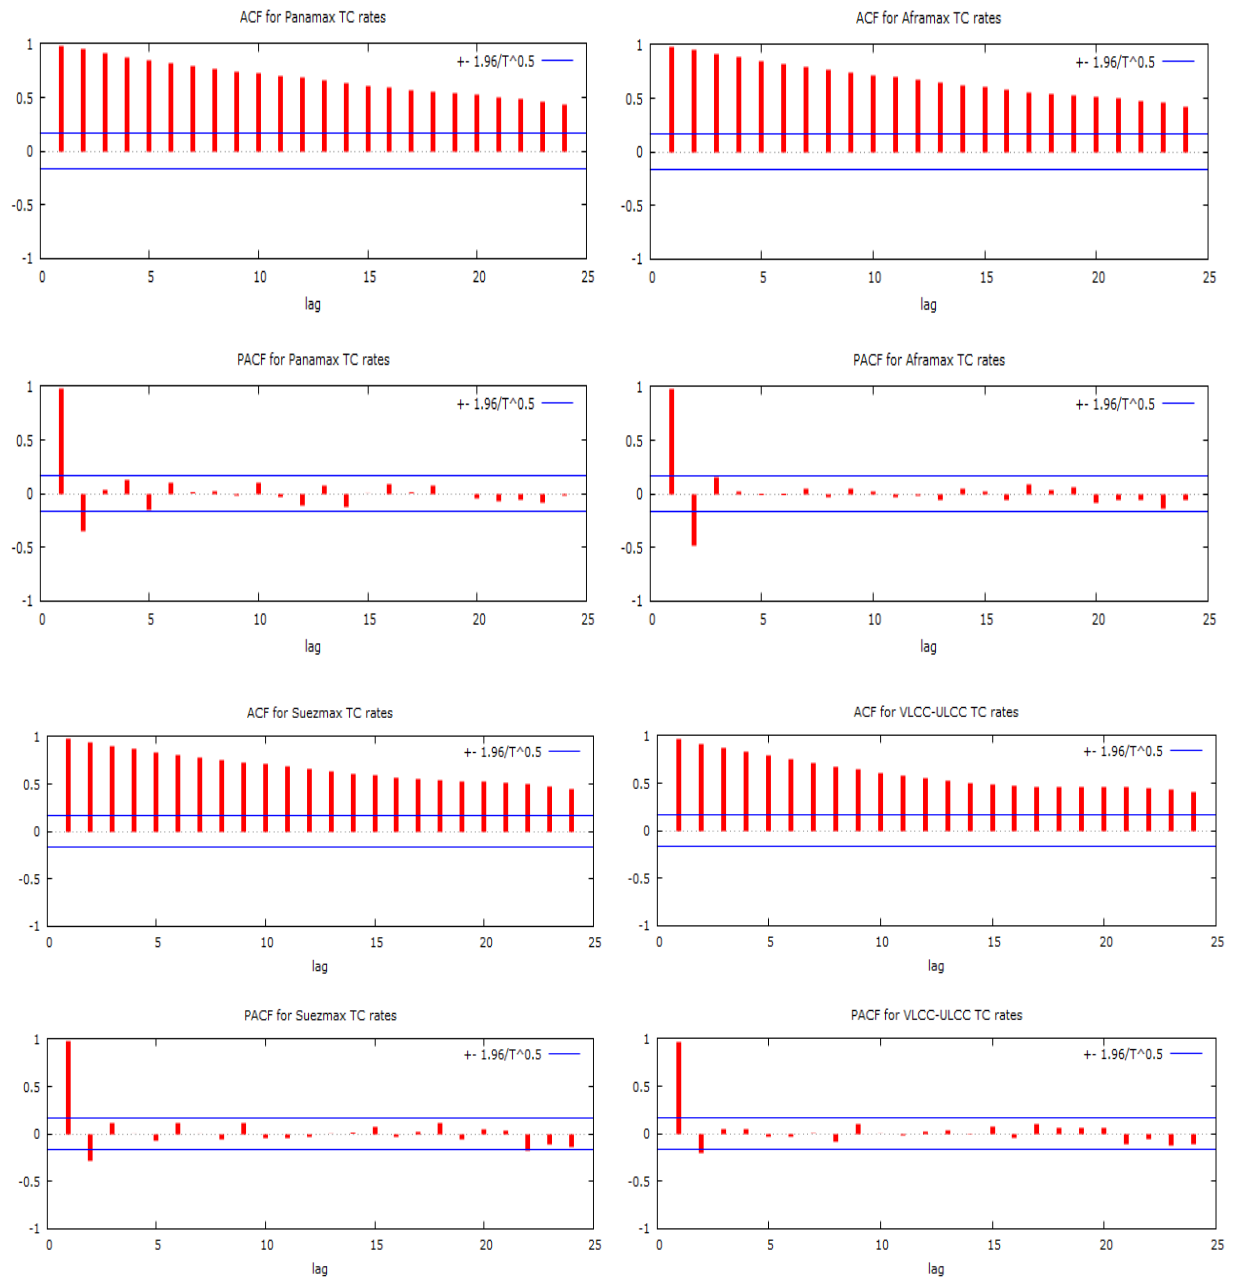 ACF for Panamax TC rates
1
+- 1.96/T^0.5
0.5
0
-0.5
-1
0 5 10 15 20 25
lag
ACF for Aframax TC rates
1
+- 1.96/T^0.5
0.5
0
-0.5
-1
0 5 10 15 20 25
lag
PACF for Panamax TC rates
1
+- 1.96/T^0.5
0.5
0
-0.5
-1
0 5 10 15 20 25
lag
PACF for Aframax TC rates
1
+- 1.96/T^0.5
0.5
0
-0.5
-1
0 5 10 15 20 25
lag
ACF for Suezmax TC rates
1
+- 1.96/T^0.5
0.5
0
-0.5
-1
0 5 10 15 20 25
lag
ACF for VLCC-ULCC TC rates
1
+- 1.96/T^0.5
0.5
0
-0.5
-1
0 5 10 15 20 25
lag
PACF for Suezmax TC rates
1
+- 1.96/T^0.5
0.5
0
-0.5
-1
0 5 10 15 20 25
lag
PACF for VLCC-ULCC TC rates
1
+- 1.96/T^0.5
0.5
0
-0.5
-1
0 5 10 15 20 25
lag